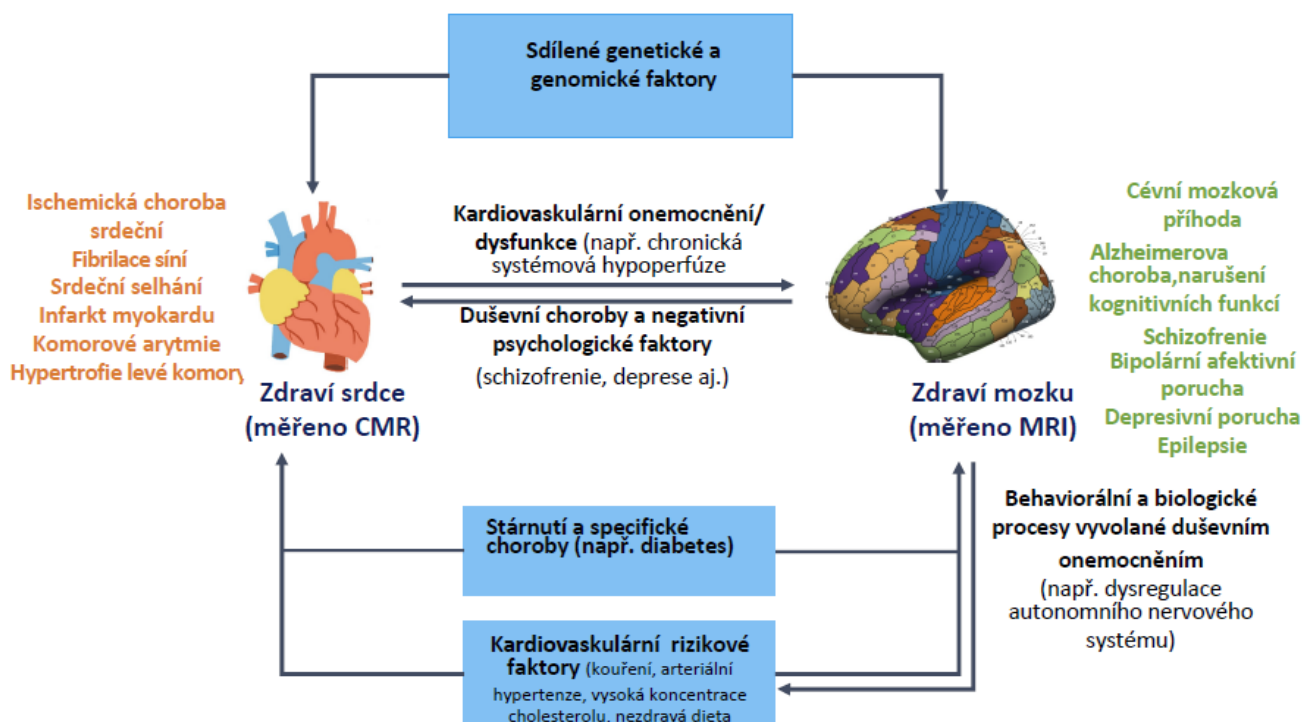 Sdílené genetické a
genomické faktory
Ischemická choroba
srdeční
Fibrilace síní
Srdeční selhání
Infarkt myokardu
Komorové arytmie
Hypertrofie levé komory
Kardiovaskulární onemocnění/
dysfunkce (např. chronická
systémová hypoperfúze
Duševní choroby a negativní
psychologické faktory
(schizofrenie, deprese aj.)
Cévní mozková
příhoda
Alzheimerova
choroba,narušení
kognitivních funkcí
Schizofrenie
Bipolární afektivní
porucha
Depresivní porucha
Epilepsie
Zdraví srdce
(měřeno CMR)
Zdraví mozku
(měřeno MRI)
Behaviorální a biologické
procesy vyvolané duševním
onemocněním
(např. dysregulace
autonomního nervového
systému)
Stárnutí a specifické
choroby (např. diabetes)
Kardiovaskulární rizikové
faktory (kouření, arteriální
hypertenze, vysoká koncentrace
cholesterolu, nezdravá dieta